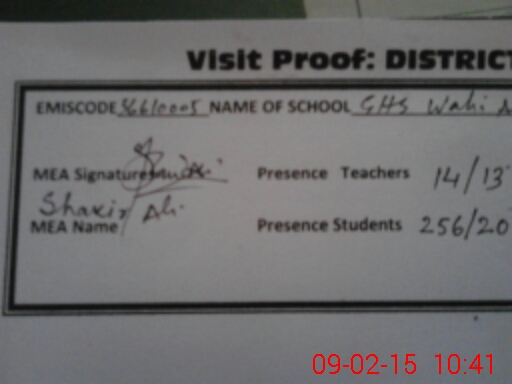 Visit Proof: DISTRICT
EMISCODE 36610005 NAME OF SCHOOL GHS Wahi
MEA Signature Presence Teachers 14/13
Shakir Ali.
MEA Name Presence Students 256/20
09-02-15 10:41